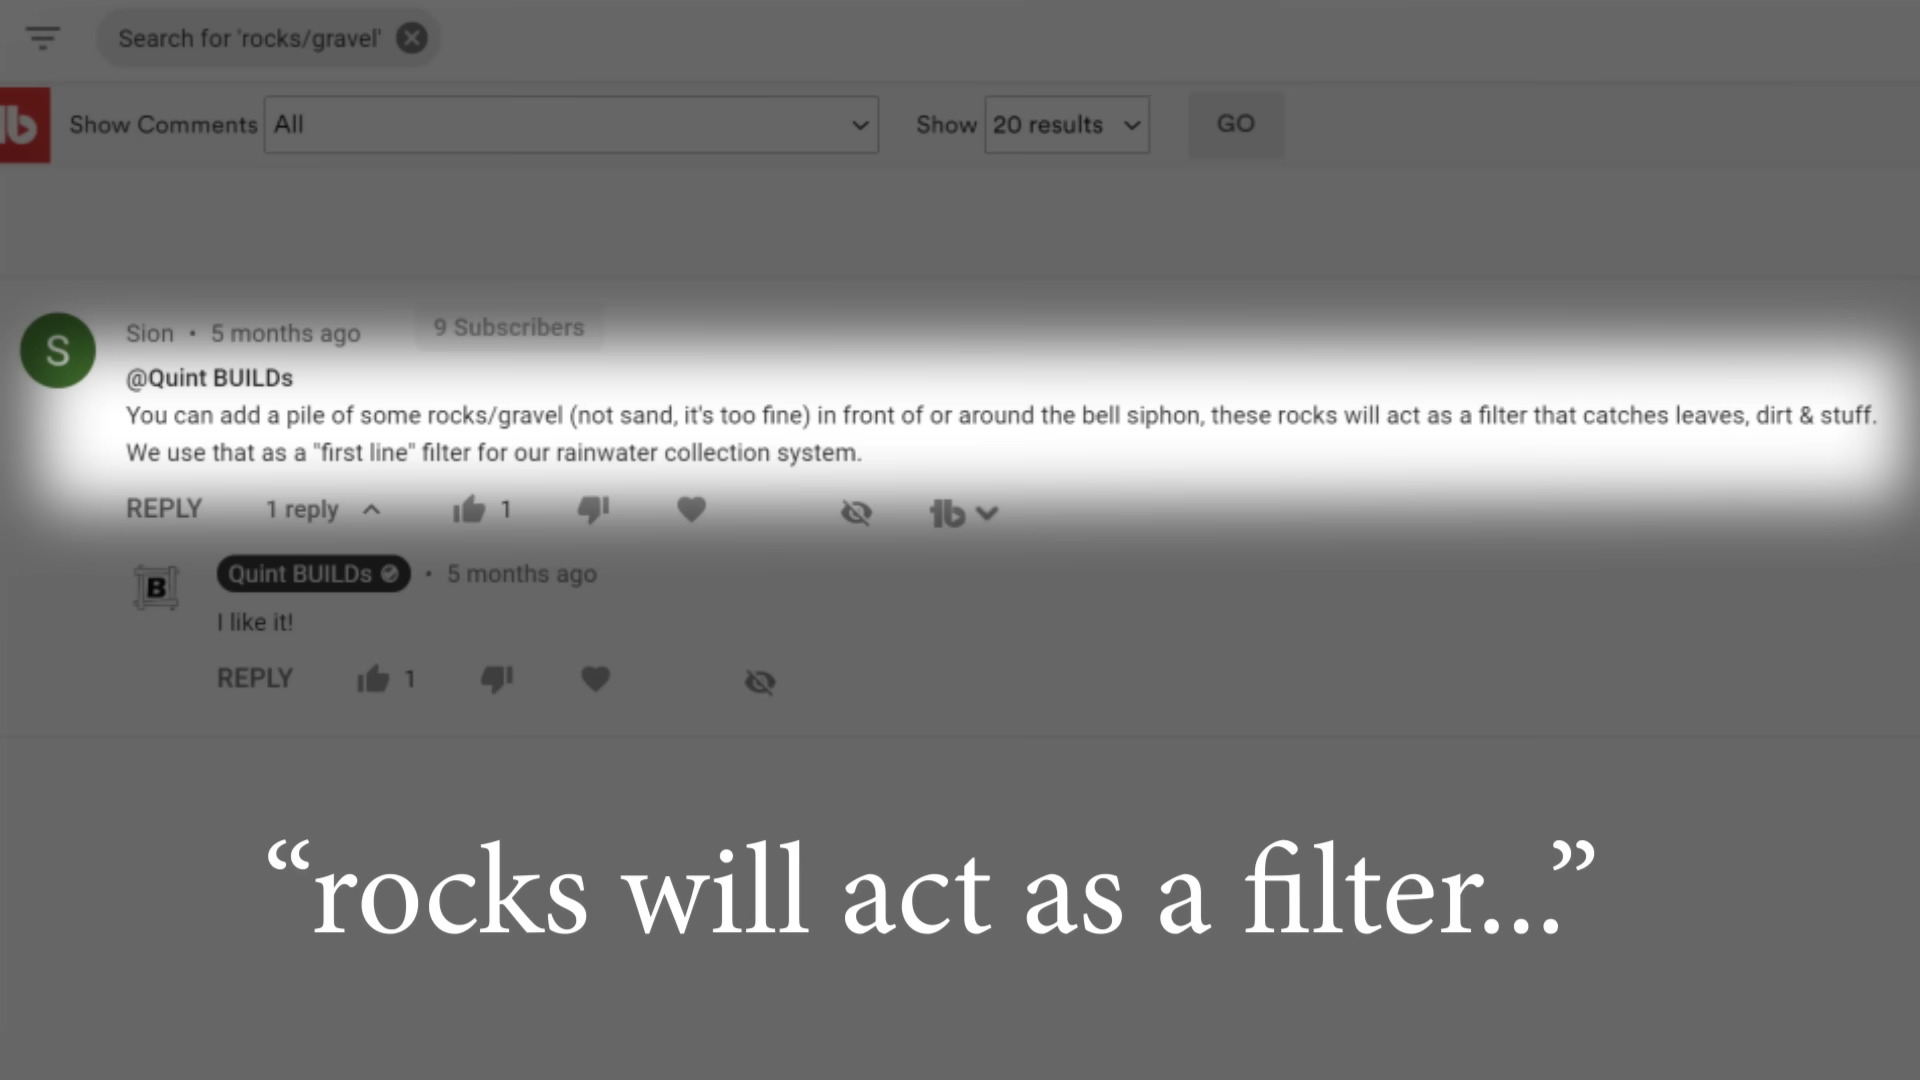 Search for 'rocks/gravel'
Show Comments All Show 20 results GO
Sion • 5 months ago 9 Subscribers
S
@Quint BUILDs
You can add a pile of some rocks/gravel (not sand, it's too fine) in front of or around the bell siphon, these rocks will act as a filter that catches leaves, dirt & stuff.
We use that as a "first line" filter for our rainwater collection system.
REPLY 1 reply 1
B Quint BUILDs • 5 months ago
I like it!
REPLY 1
“rocks will act as a filter...”